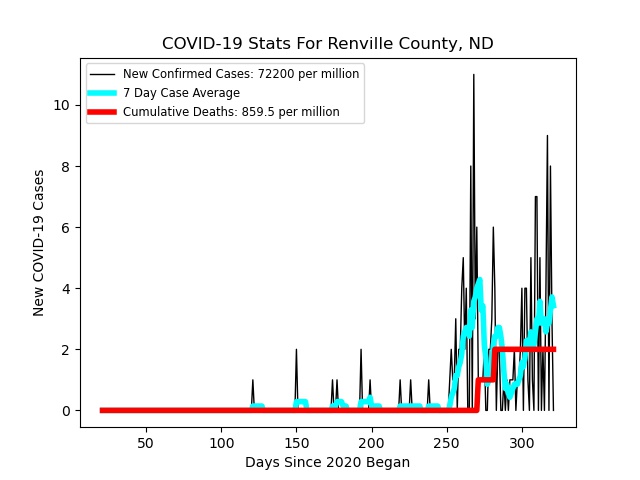 COVID-19 Stats For Renville County, ND
New Confirmed Cases: 72200 per million
7 Day Case Average
Cumulative Deaths: 859.5 per million
New COVID-19 Cases
10
8
6
4
2
0
50 100 150 200 250 300
Days Since 2020 Began